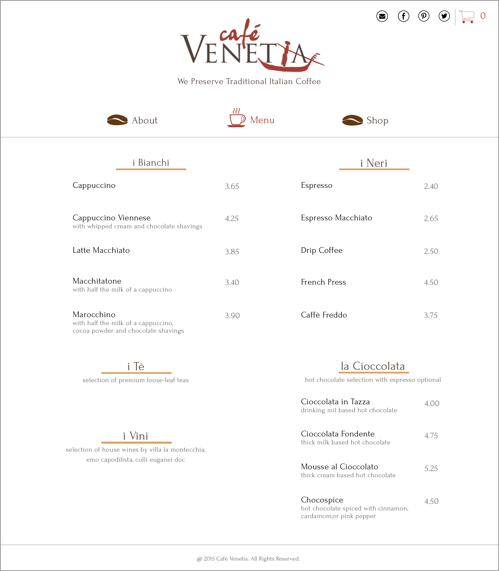 0
café
VENETIA
We Preserve Traditional Italian Coffee
About
Menu
Shop
i Bianchi
Cappuccino 3.65
Cappuccino Viennese 4.25
with whipped cream and chocolate shavings
Latte Macchiato 3.85
Macchitatone 3.40
with half the milk of a cappuccino
Marocchino 3.90
with half the milk of a cappuccino,
cocoa powder and chocolate shavings
i Neri
Espresso 2.40
Espresso Macchiato 2.65
Drip Coffee 2.50
French Press 4.50
Caffè Freddo 3.75
i Tè
selection of premium loose-leaf teas
i Vini
selection of house wines by villa la montecchia,
emo capodilista, colli euganei doc
la Cioccolata
hot chocolate selection with espresso optional
Cioccolata in Tazza 4.00
drinking mil based hot chocolate
Cioccolata Fondente 4.75
thick milk based hot chocolate
Mousse al Cioccolato 5.25
thick cream based hot chocolate
Chocospice 4.50
hot chocolate spiced with cinnamon,
cardamom,or pink pepper
@ 2015 Café Venetia. All Rights Reserved.